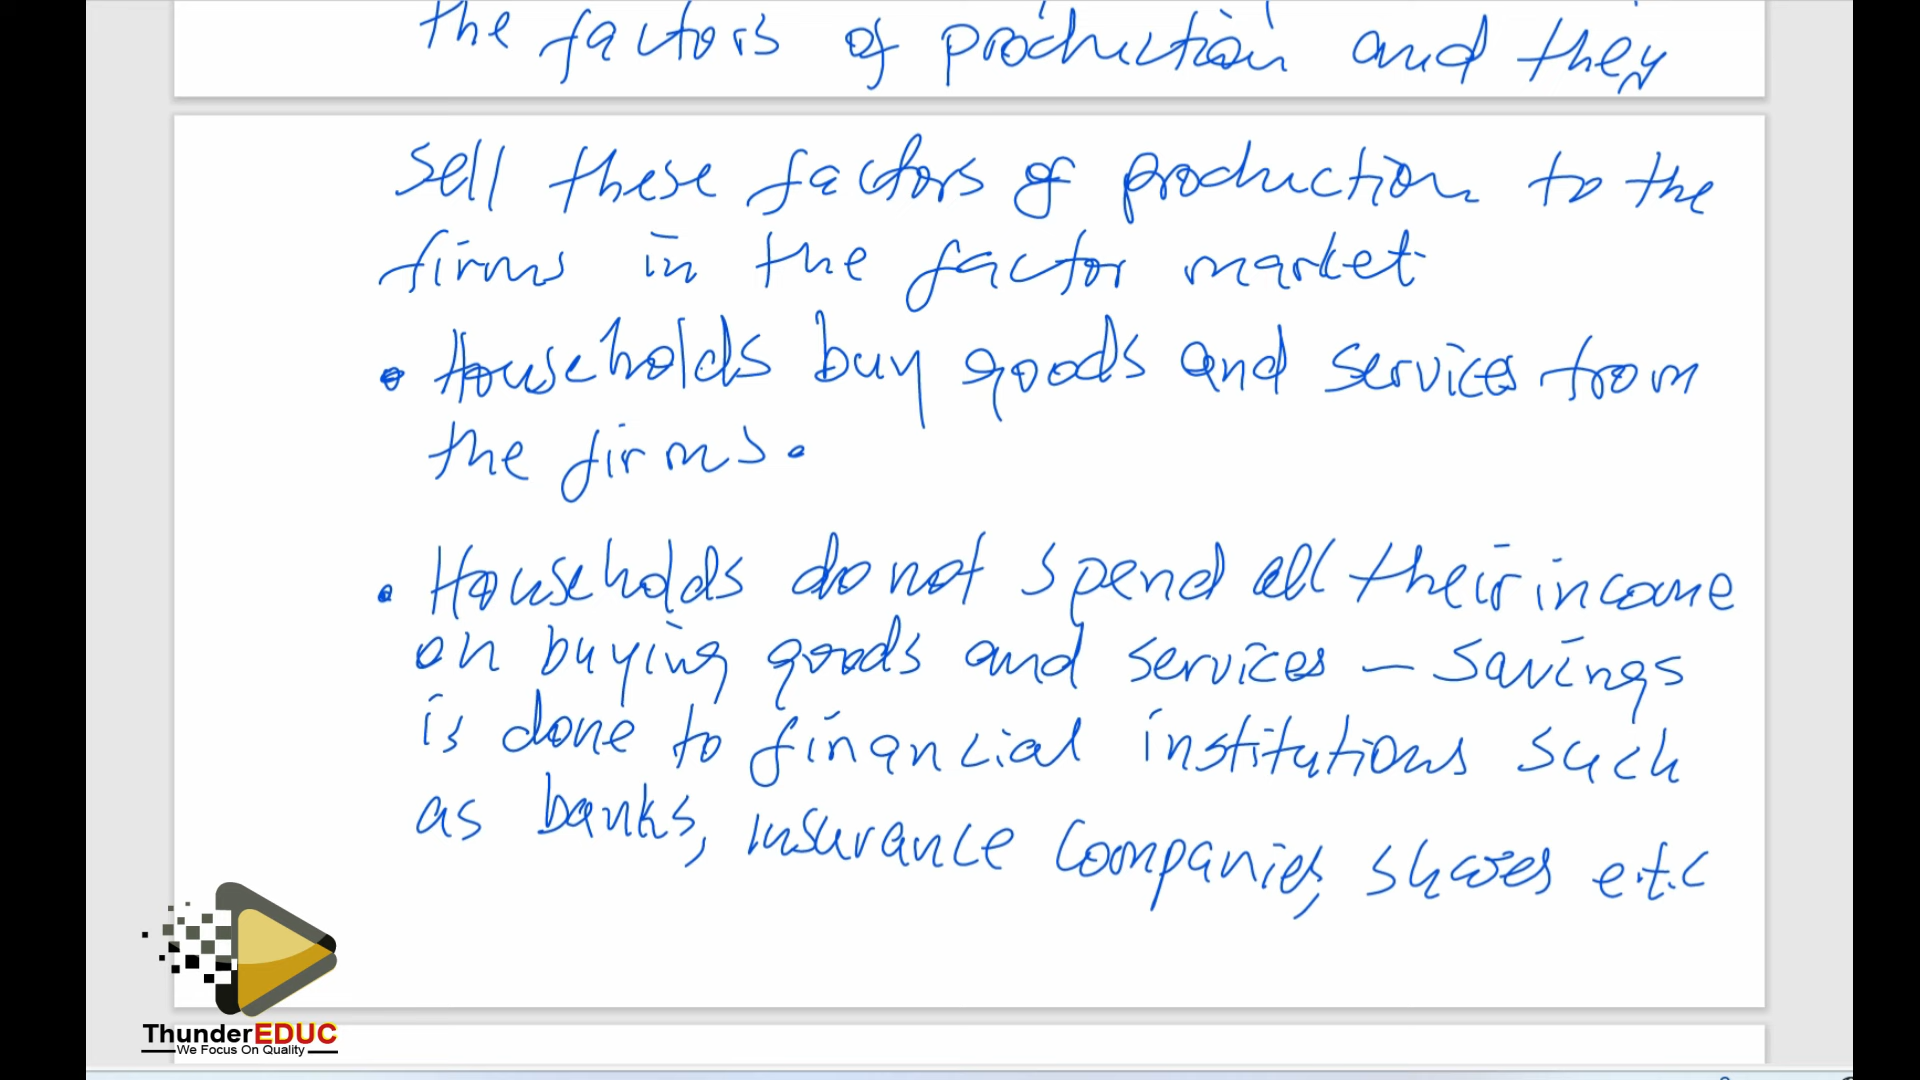 the factors of production and they
sell these factors of production to the
firms in the factor market.
• Households buy goods and services from
the firms.
• Households do not spend all their income
on buying goods and services – savings
is done to financial institutions such
as banks, insurance companies, shares e.t.c
ThunderEDUC
We Focus On Quality